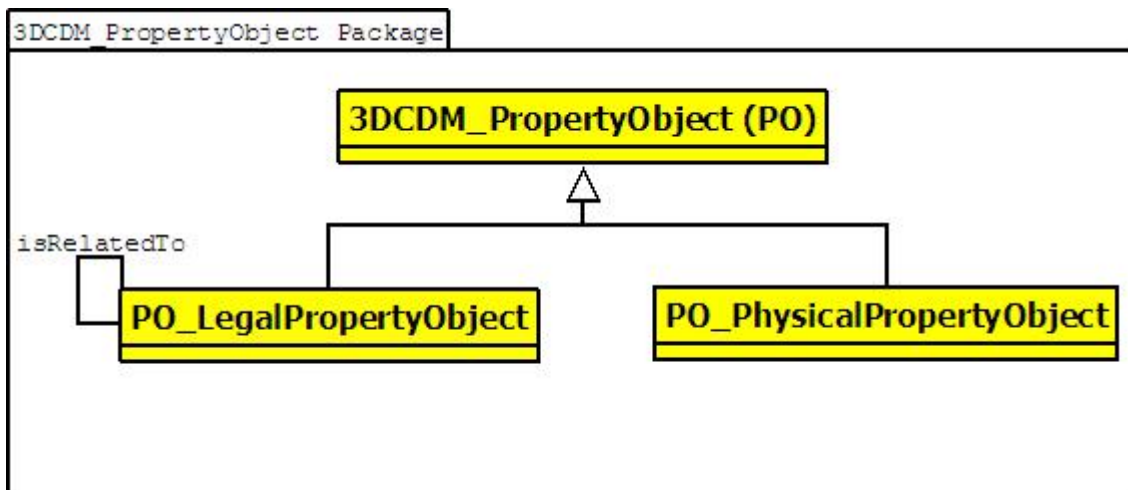 3DCDM_PropertyObject Package
3DCDM_PropertyObject (PO)
isRelatedTo
PO_LegalPropertyObject
PO_PhysicalPropertyObject